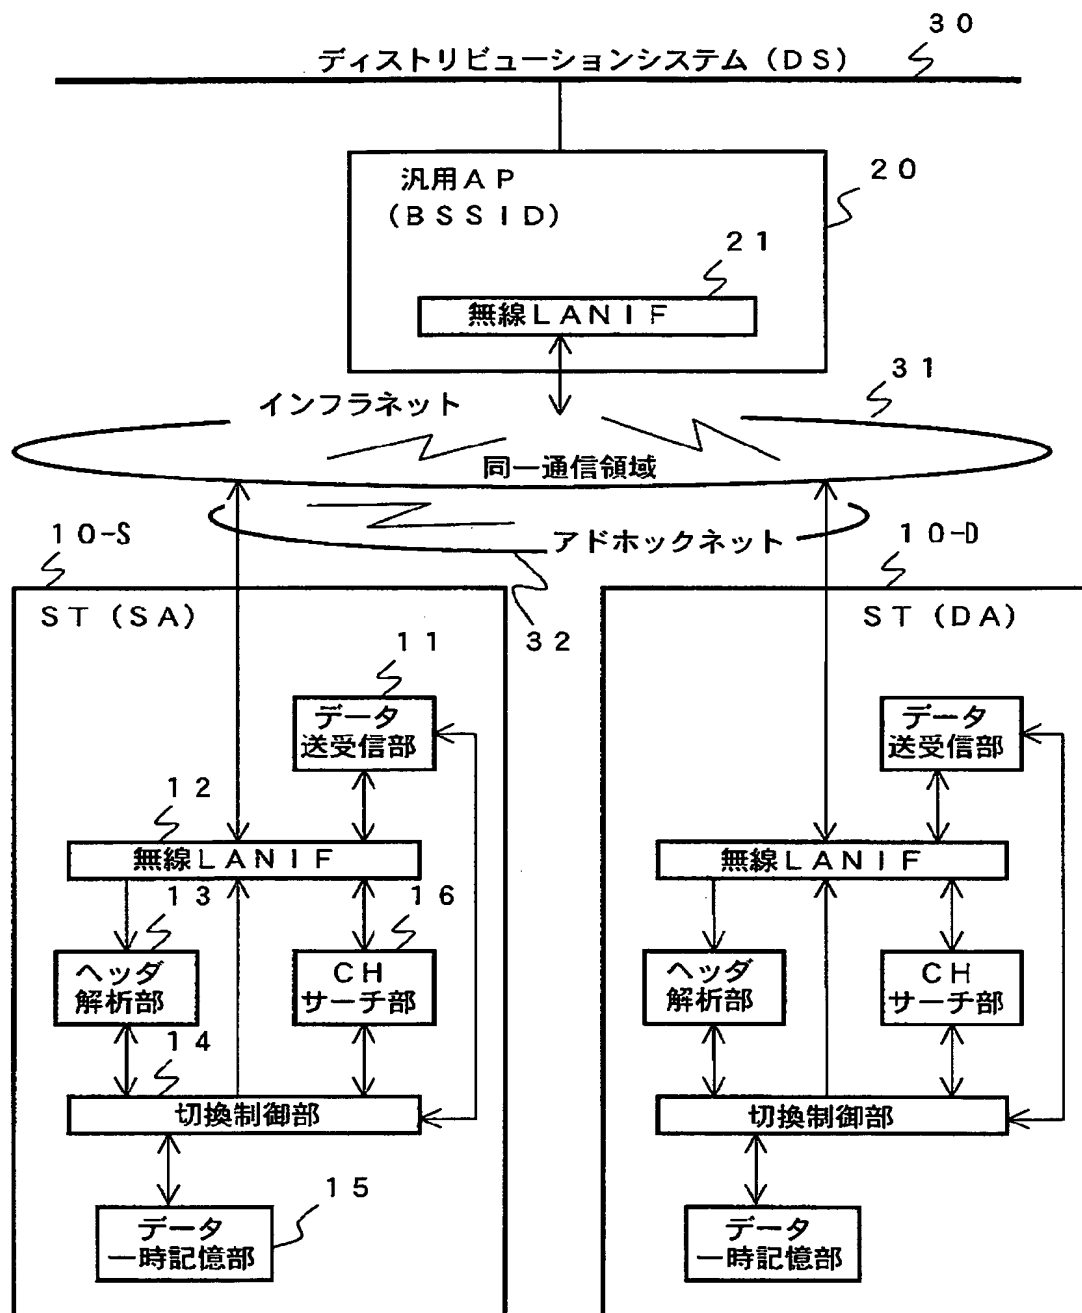 ３０
ディストリビューションシステム（ＤＳ）
汎用ＡＰ
（ＢＳＳＩＤ）
２０
２１
無線ＬＡＮＩＦ
３１
インフラネット
同一通信領域
アドホックネット
１０-S
１０-D
３２
ＳＴ（ＳＡ）
ＳＴ（ＤＡ）
１１
データ
送受信部
データ
送受信部
１２
無線ＬＡＮＩＦ
無線ＬＡＮＩＦ
１３
１６
ヘッダ
解析部
ＣＨ
サーチ部
ヘッダ
解析部
ＣＨ
サーチ部
１４
切換制御部
切換制御部
１５
データ
一時記憶部
データ
一時記憶部